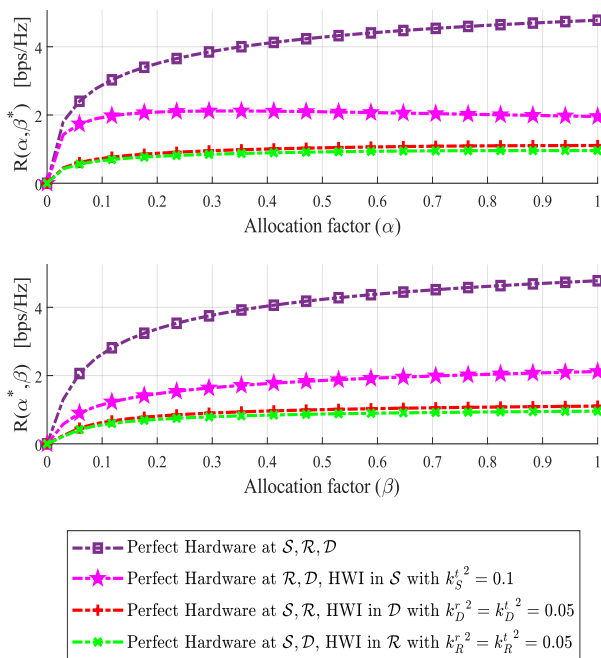 R(α,β*) [bps/Hz]
4
2
0
0 0.1 0.2 0.3 0.4 0.5 0.6 0.7 0.8 0.9 1
Allocation factor (α)
R(α*,β) [bps/Hz]
4
2
0
0 0.1 0.2 0.3 0.4 0.5 0.6 0.7 0.8 0.9 1
Allocation factor (β)
Perfect Hardware at 𝒮, ℛ, 𝒟
Perfect Hardware at ℛ, 𝒟, HWI in 𝒮 with k_S^t² = 0.1
Perfect Hardware at 𝒮, ℛ, HWI in 𝒟 with k_D^r² = k_D^t² = 0.05
Perfect Hardware at 𝒮, 𝒟, HWI in ℛ with k_R^r² = k_R^t² = 0.05